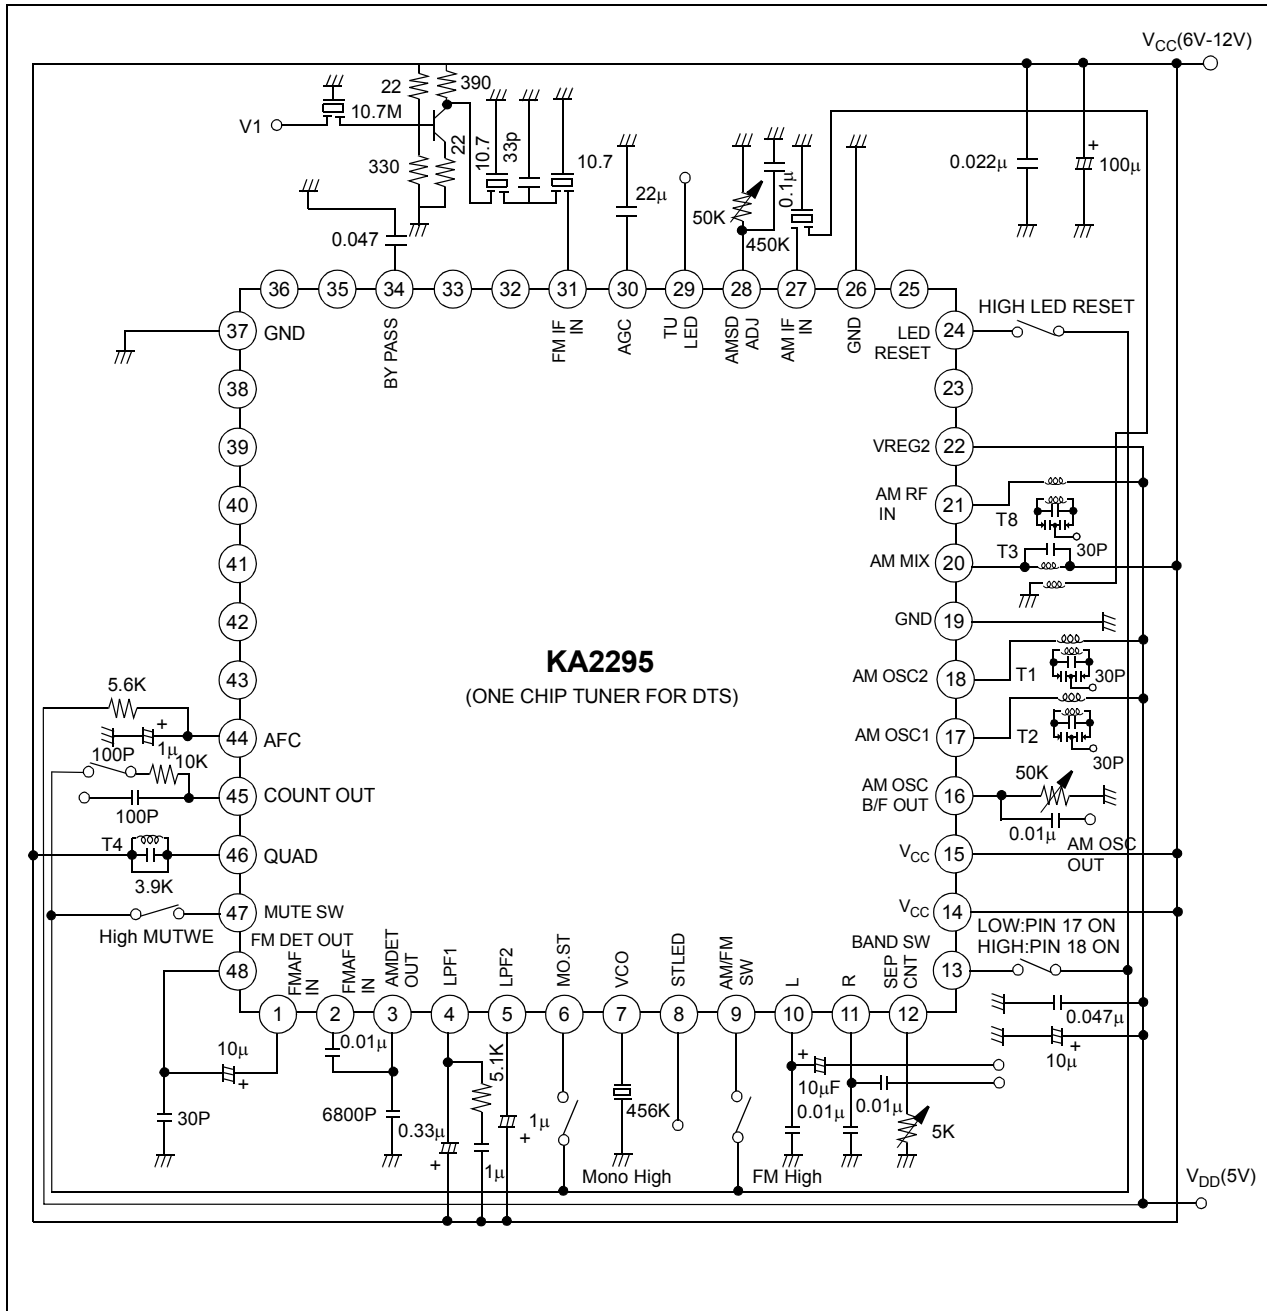 VCC(6V-12V)
22
390
10.7M
V1
330
22
10.7
33p
10.7
22μ
50K
0.1μ
450K
0.022μ
+
100μ
0.047
36
35
34
33
32
31
30
29
28
27
26
25
37
GND
BY PASS
FM IF
IN
AGC
TU
LED
AMSD
ADJ
AM IF
IN
GND
LED
RESET
24
HIGH LED RESET
38
23
39
VREG2
22
40
AM RF
IN
21
T8
30P
41
AM MIX
20
T3
42
GND
19
KA2295
(ONE CHIP TUNER FOR DTS)
43
AM OSC2
18
T1
30P
5.6K
+
1μ
44
AFC
AM OSC1
17
T2
30P
100P
10K
45
COUNT OUT
100P
AM OSC
B/F OUT
16
50K
0.01μ
AM OSC
OUT
T4
46
QUAD
3.9K
VCC
15
47
MUTE SW
High MUTWE
VCC
14
LOW:PIN 17 ON
HIGH:PIN 18 ON
FM DET OUT
48
BAND SW
13
FMAF
IN
FMAF
IN
AMDET
OUT
LPF1
LPF2
MO.ST
VCO
STLED
AM/FM
SW
L
R
SEP
CNT
1
2
3
4
5
6
7
8
9
10
11
12
0.047μ
10μ
+
10μ
+
0.01μ
5.1K
+
10μF
30P
6800P
0.33μ
+
1μ
1μ
+
456K
0.01μ
0.01μ
5K
Mono High
FM High
VDD(5V)